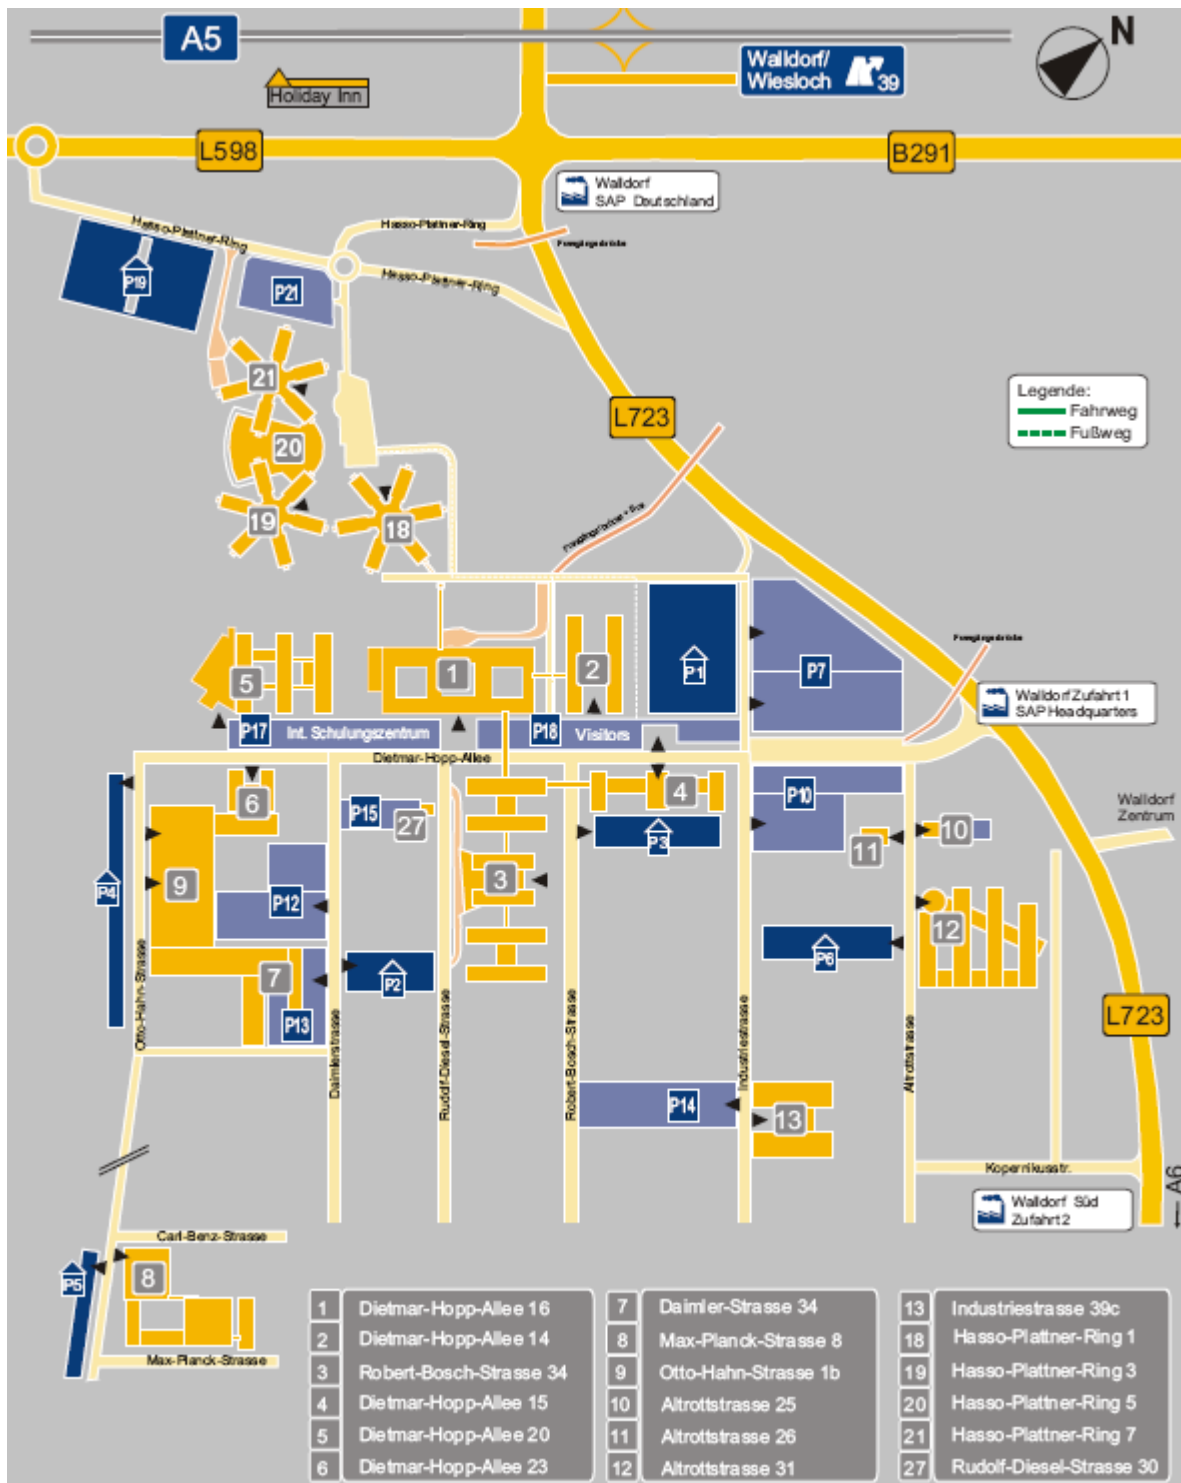 A5
N
Walldorf/
Wiesloch 39
Holiday Inn
L598
B291
Walldorf
SAP Deutschland
Hasso-Plattner-Ring
Hasso-Plattner-Ring
Hasso-Plattner-Ring
P19
P21
21
Legende:
Fahrweg
Fußweg
L723
20
19
18
1
2
5
P1
P7
Walldorf Zufahrt 1
SAP Headquarters
P17
Int. Schulungszentrum
P18
Visitors
Dietmar-Hopp-Allee
6
4
P10
P15
27
Walldorf
Zentrum
10
11
P3
P4
9
3
P12
12
P6
7
P2
P13
L723
Otto-Hahn-Strasse
Daimlerstrasse
Rudolf-Diesel-Strasse
Robert-Bosch-Strasse
Industriestrasse
Altrottstrasse
P14
13
Kopernikusstr.
A6
Walldorf Süd
Zufahrt 2
Carl-Benz-Strasse
P5
8
Max-Planck-Strasse
1 Dietmar-Hopp-Allee 16
2 Dietmar-Hopp-Allee 14
3 Robert-Bosch-Strasse 34
4 Dietmar-Hopp-Allee 15
5 Dietmar-Hopp-Allee 20
6 Dietmar-Hopp-Allee 23
7 Daimler-Strasse 34
8 Max-Planck-Strasse 8
9 Otto-Hahn-Strasse 1b
10 Altrottstrasse 25
11 Altrottstrasse 26
12 Altrottstrasse 31
13 Industriestrasse 39c
18 Hasso-Plattner-Ring 1
19 Hasso-Plattner-Ring 3
20 Hasso-Plattner-Ring 5
21 Hasso-Plattner-Ring 7
27 Rudolf-Diesel-Strasse 30